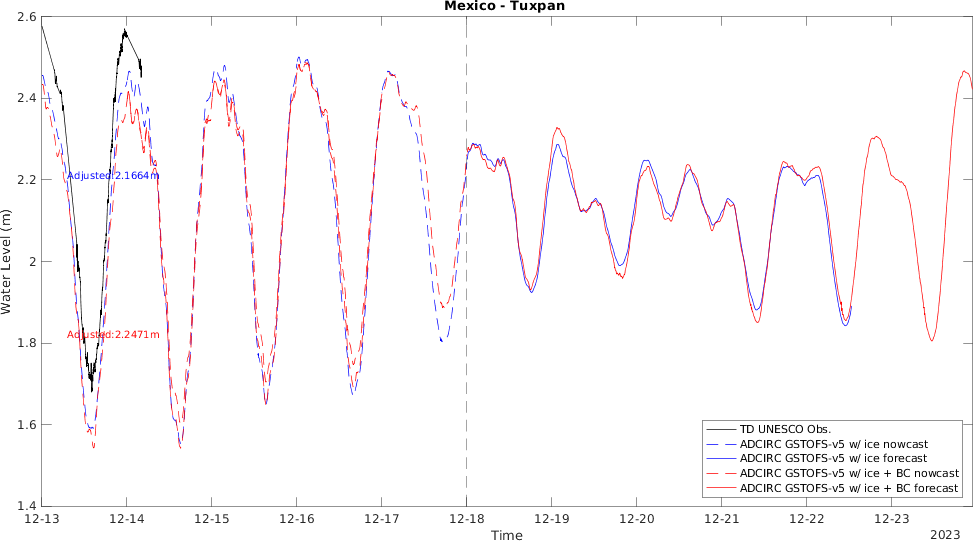 Mexico - Tuxpan
2.6
2.4
2.2
2
1.8
1.6
1.4
Water Level (m)
Adjusted:2.1664m
Adjusted:2.2471m
TD UNESCO Obs.
ADCIRC GSTOFS-v5 w/ ice nowcast
ADCIRC GSTOFS-v5 w/ ice forecast
ADCIRC GSTOFS-v5 w/ ice + BC nowcast
ADCIRC GSTOFS-v5 w/ ice + BC forecast
12-13 12-14 12-15 12-16 12-17 12-18 12-19 12-20 12-21 12-22 12-23
Time
2023